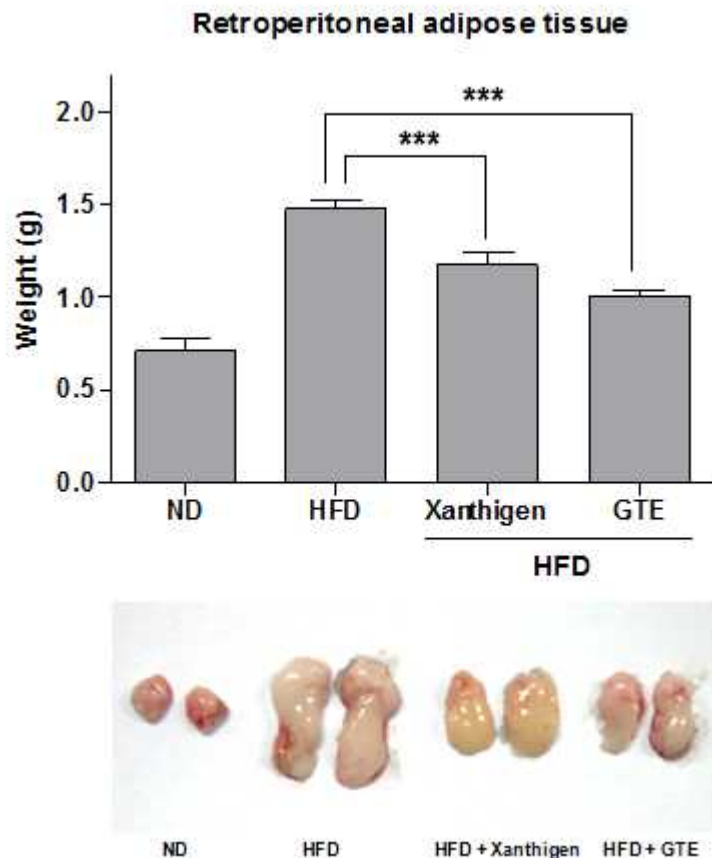 Retroperitoneal adipose tissue
***
2.0
***
1.5
Weight (g)
1.0
0.5
0.0
ND HFD Xanthigen GTE
HFD
ND HFD HFD + Xanthigen HFD + GTE